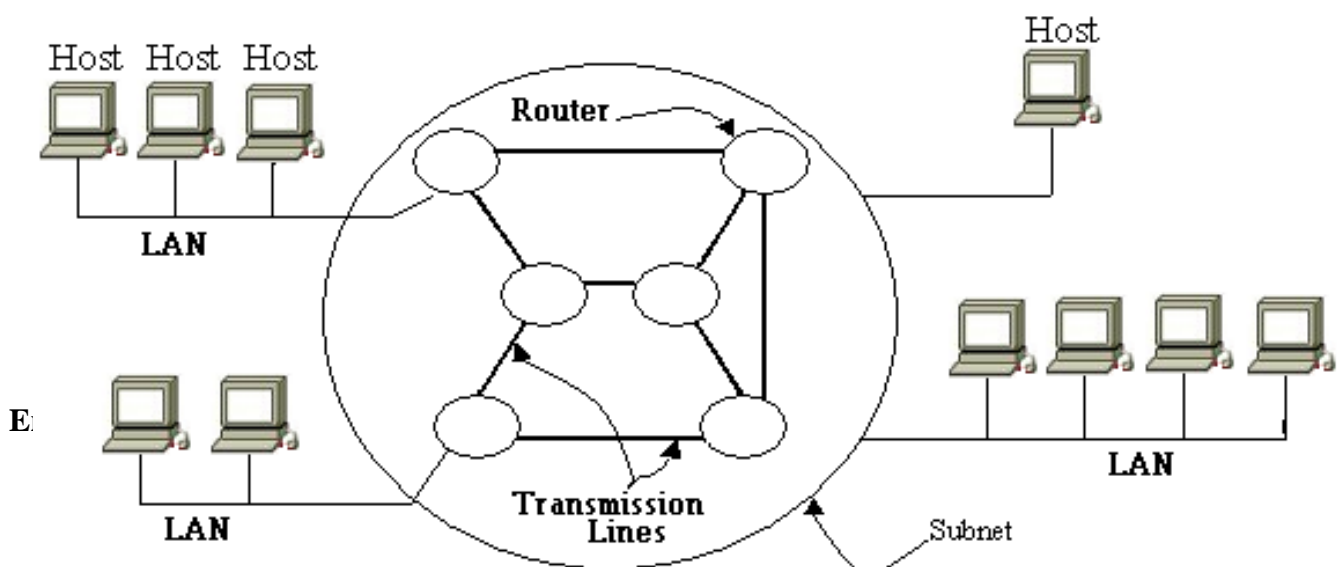 Host
Host Host Host
Router
LAN
LAN
Transmission
Lines
LAN
Subnet